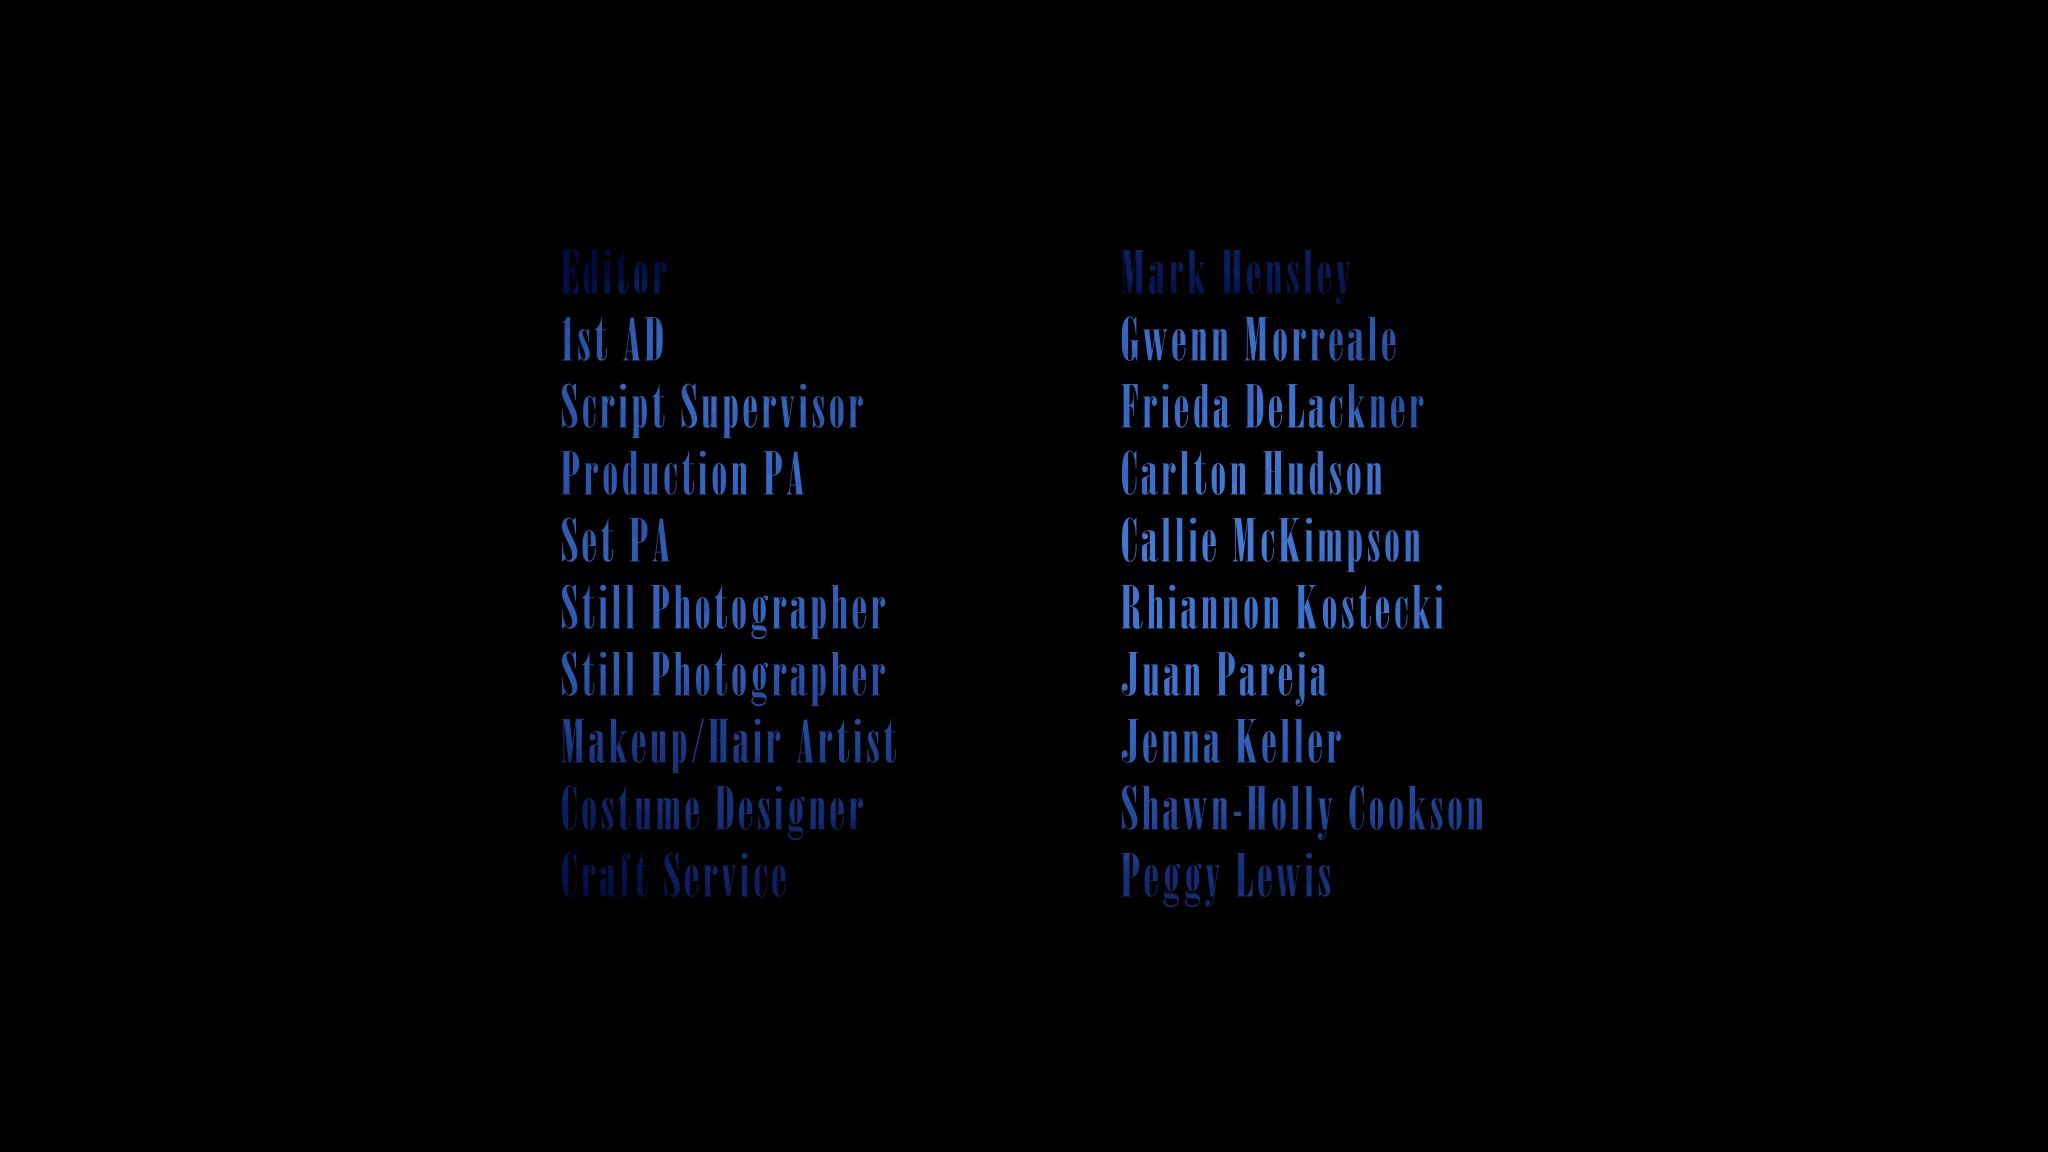 Editor Mark Hensley
1st AD Gwenn Morreale
Script Supervisor Frieda DeLackner
Production PA Carlton Hudson
Set PA Callie McKimpson
Still Photographer Rhiannon Kostecki
Still Photographer Juan Pareja
Makeup/Hair Artist Jenna Keller
Costume Designer Shawn-Holly Cookson
Craft Service Peggy Lewis